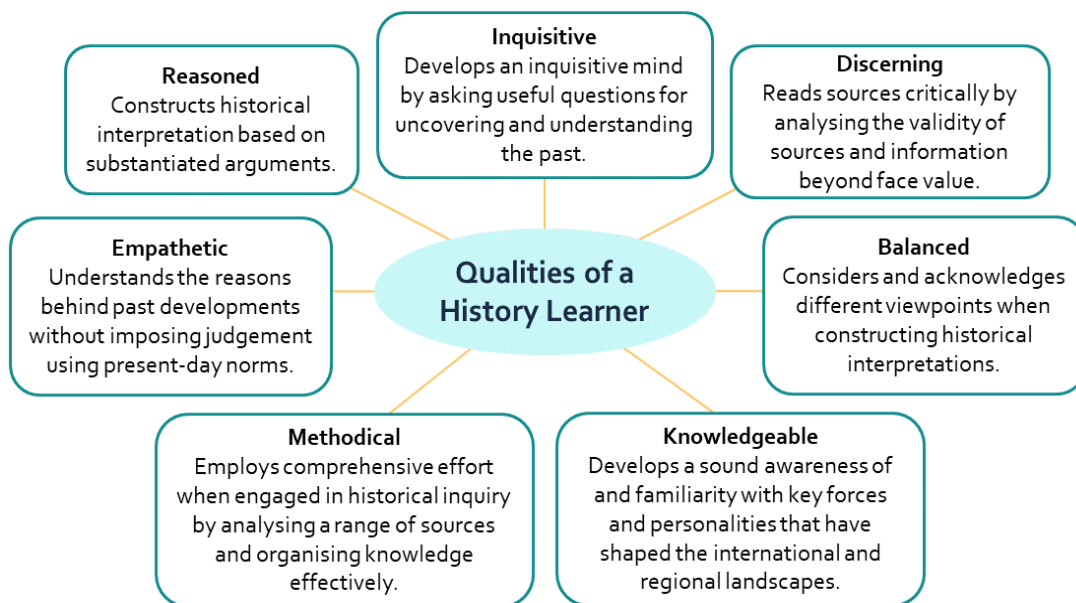 Inquisitive
Develops an inquisitive mind
by asking useful questions for
uncovering and understanding
the past.
Reasoned
Constructs historical
interpretation based on
substantiated arguments.
Discerning
Reads sources critically by
analysing the validity of
sources and information
beyond face value.
Empathetic
Understands the reasons
behind past developments
without imposing judgement
using present-day norms.
Qualities of a
History Learner
Balanced
Considers and acknowledges
different viewpoints when
constructing historical
interpretations.
Methodical
Employs comprehensive effort
when engaged in historical inquiry
by analysing a range of sources
and organising knowledge
effectively.
Knowledgeable
Develops a sound awareness of
and familiarity with key forces
and personalities that have
shaped the international and
regional landscapes.